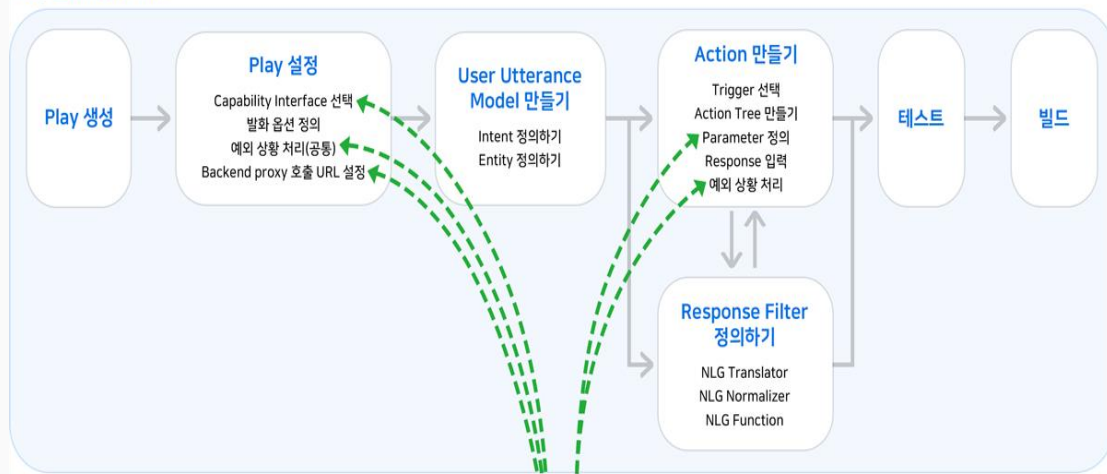 Play 생성
Play 설정
Capability Interface 선택
발화 옵션 정의
예외 상황 처리(공통)
Backend proxy 호출 URL 설정
User Utterance
Model 만들기
Intent 정의하기
Entity 정의하기
Action 만들기
Trigger 선택
Action Tree 만들기
Parameter 정의
Response 입력
예외 상황 처리
Response Filter
정의하기
NLG Translator
NLG Normalizer
NLG Function
테스트
빌드